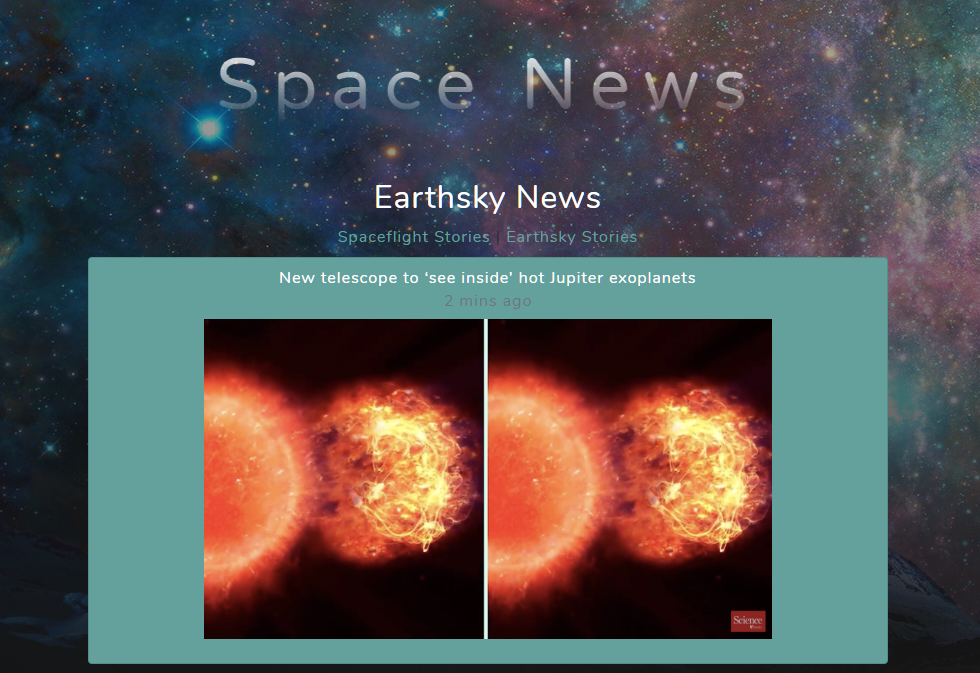 Space News
Earthsky News
Spaceflight Stories | Earthsky Stories
New telescope to ‘see inside’ hot Jupiter exoplanets
2 mins ago
Science